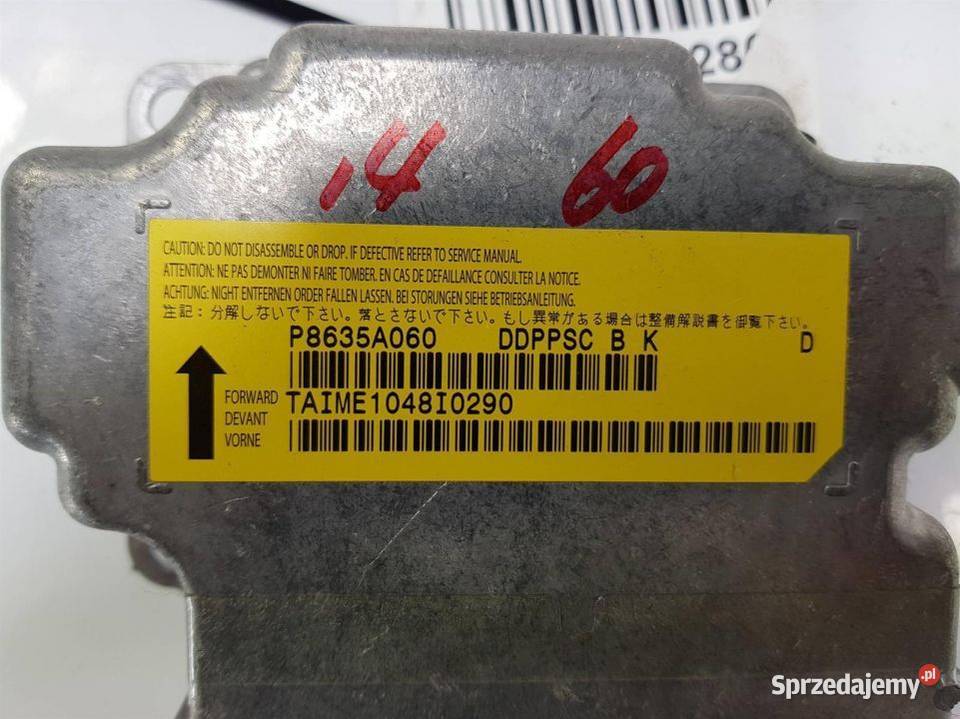 28
14 60
CAUTION: DO NOT DISASSEMBLE OR DROP. IF DEFECTIVE REFER TO SERVICE MANUAL.
ATTENTION: NE PAS DEMONTER NI FAIRE TOMBER. EN CAS DE DEFAILLANCE CONSULTER LA NOTICE.
ACHTUNG: NIGHT ENTFERNEN ORDER FALLEN LASSEN. BEI STORUNGEN SIEHE BETRIEBSANLEITUNG.
注記: 分解しないで下さい。落とさないで下さい。もし異常がある場合は整備解説書を御覧下さい。
P8635A060 DDPPSC B K D
FORWARD TAIME1048I0290
DEVANT
VORNE
Sprzedajemy.pl